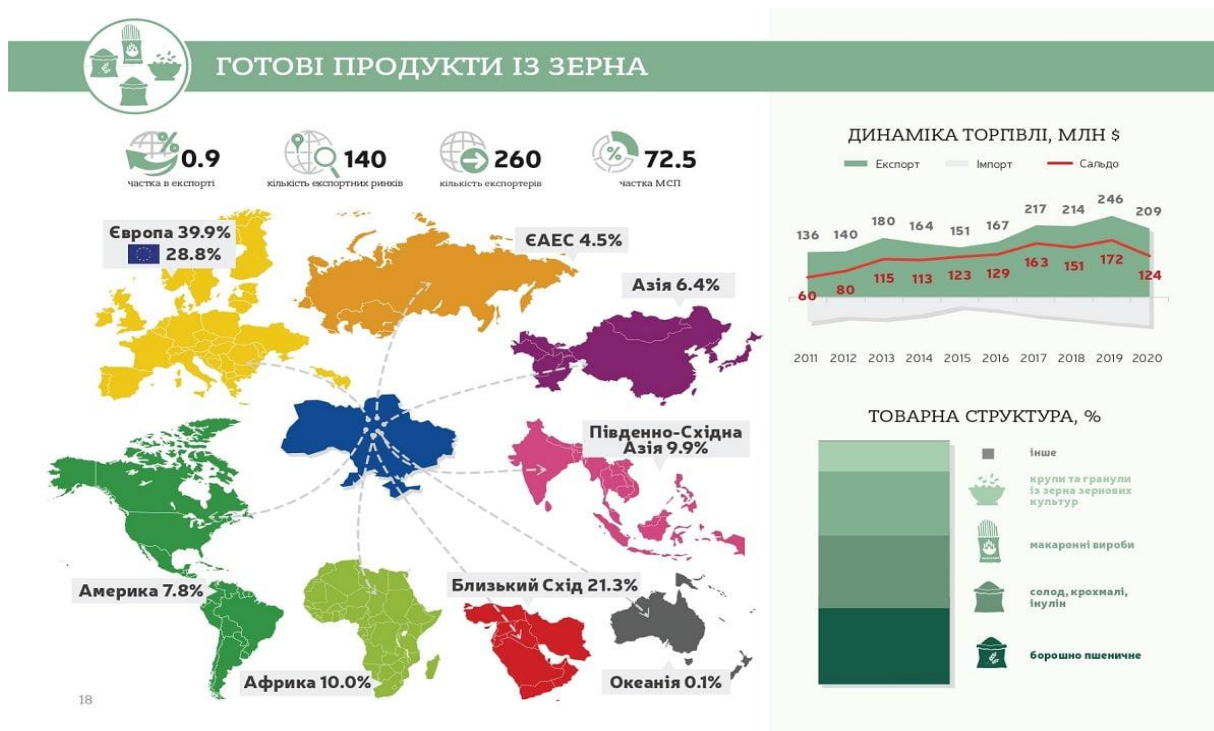 ГОТОВІ ПРОДУКТИ ІЗ ЗЕРНА
0.9
частка в експорті
140
кількість експортних ринків
260
кількість експортерів
72.5
частка МСП
Європа 39.9%
28.8%
ЄАЕС 4.5%
Азія 6.4%
Південно-Східна
Азія 9.9%
Америка 7.8%
Близький Схід 21.3%
Африка 10.0%
Океанія 0.1%
18
ДИНАМІКА ТОРГІВЛІ, МЛН $
Експорт Імпорт Сальдо
136 140 180 164 151 167 217 214 246 209
60 80 115 113 123 129 163 151 172 124
2011 2012 2013 2014 2015 2016 2017 2018 2019 2020
ТОВАРНА СТРУКТУРА, %
інше
крупи та гранули
із зерна зернових
культур
макаронні вироби
солод, крохмалі,
інулін
борошно пшеничне